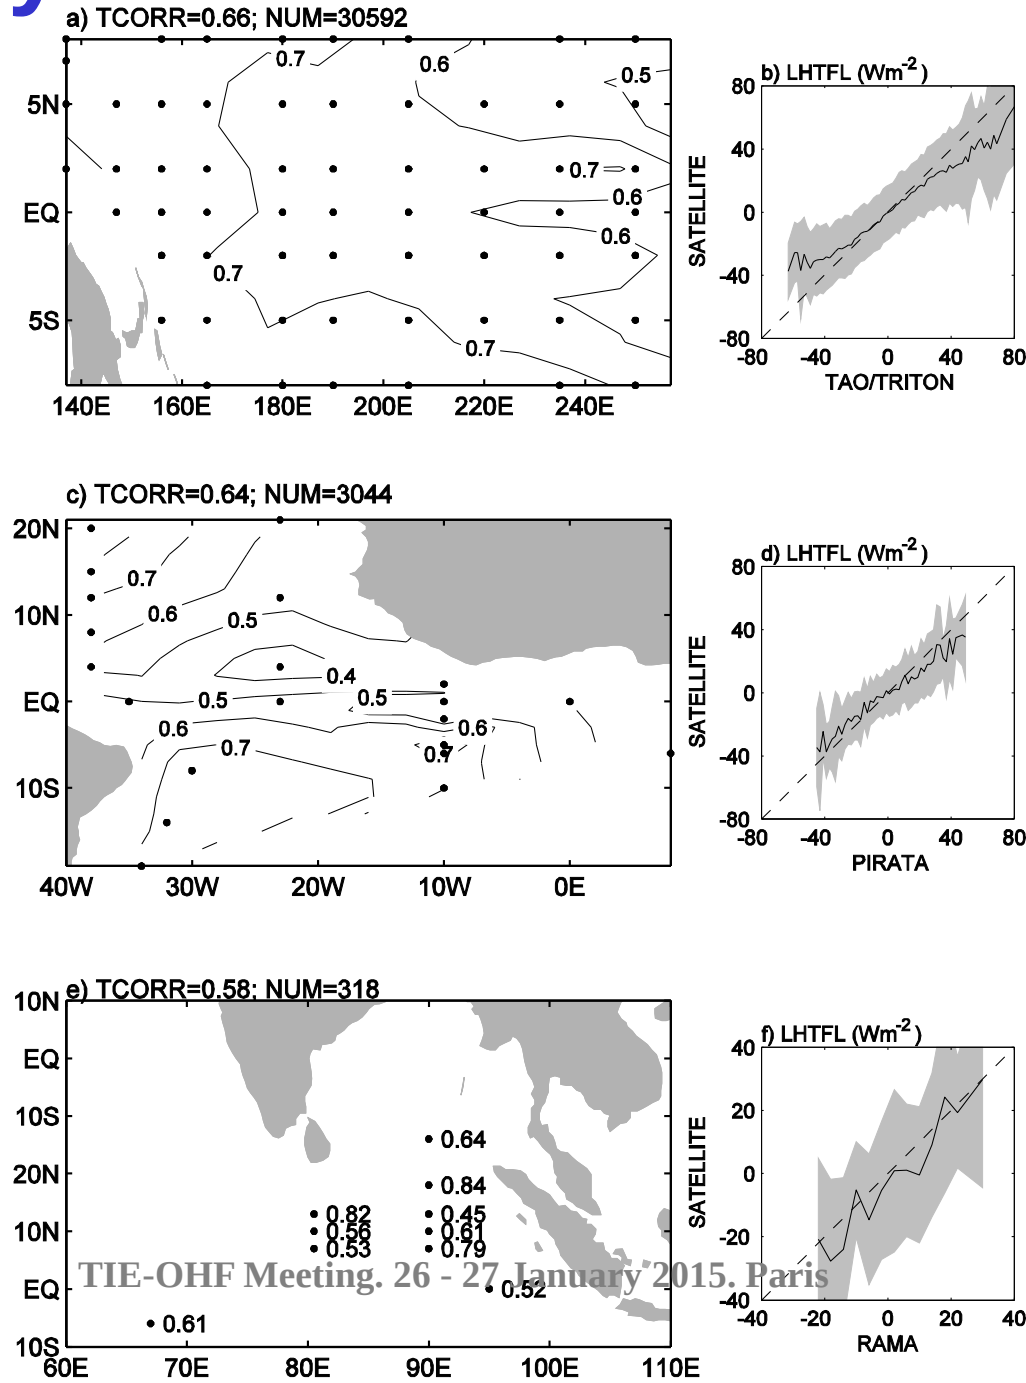 y
a) TCORR=0.66; NUM=30592
0.7
0.6
0.5
5N
0.7
EQ
0.6
0.6
0.7
5S
0.7
140E 160E 180E 200E 220E 240E
b) LHTFL (Wm-2)
80
40
0
-40
-80
SATELLITE
-80 -40 0 40 80
TAO/TRITON
c) TCORR=0.64; NUM=3044
20N
0.7
10N
0.6
0.5
0.4
EQ
0.5
0.5
0.6
0.6
0.7
0.7
10S
40W 30W 20W 10W 0E
d) LHTFL (Wm-2)
80
40
0
-40
-80
SATELLITE
-80 -40 0 40 80
PIRATA
e) TCORR=0.58; NUM=318
10N
EQ
10S
0.64
20N
0.84
0.82 0.45
10N 0.56 0.61
0.53 0.79
EQ 0.52
0.61
10S
60E 70E 80E 90E 100E 110E
f) LHTFL (Wm-2)
40
20
0
-20
-40
SATELLITE
-40 -20 0 20 40
RAMA
TIE-OHF Meeting. 26 - 27 January 2015. Paris